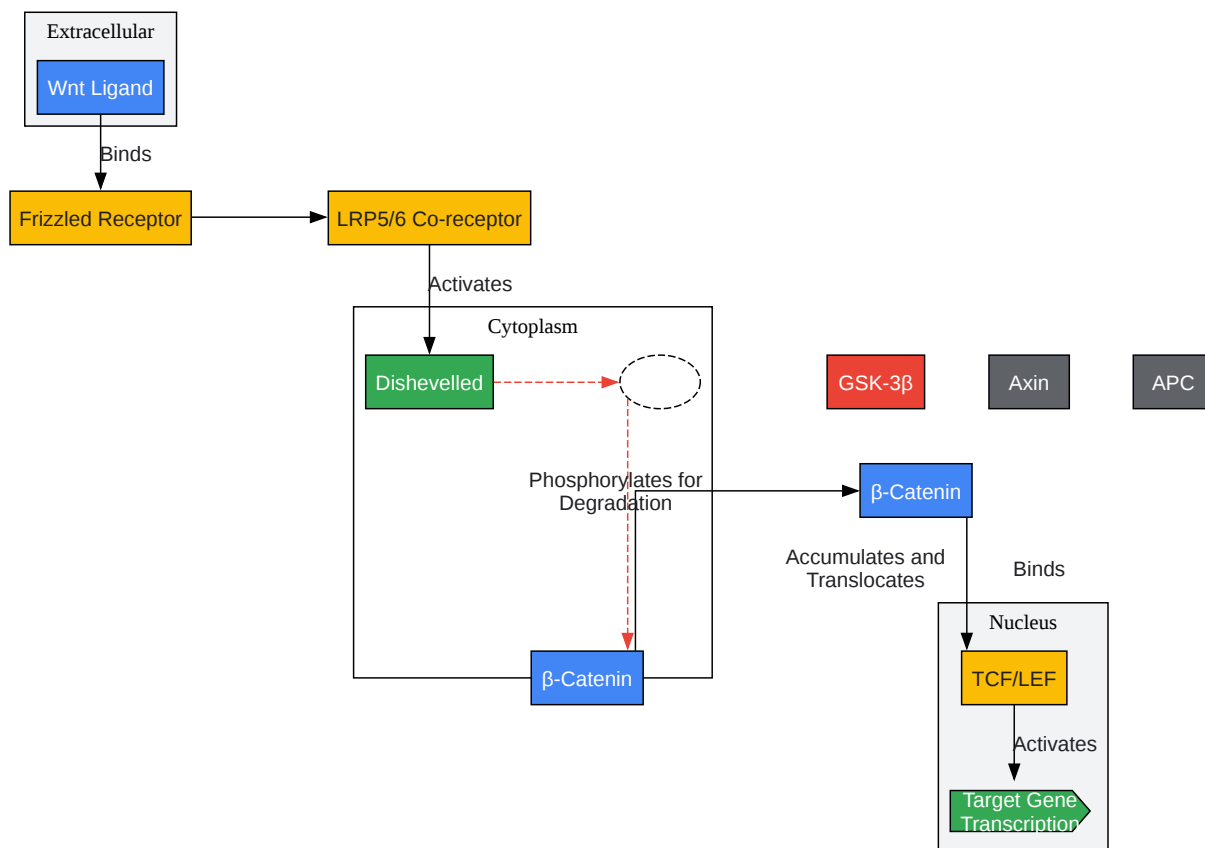 Extracellular
Wnt Ligand
Binds
Frizzled Receptor
LRP5/6 Co-receptor
Activates
Cytoplasm
Dishevelled
GSK-3β
Axin
APC
Phosphorylates for
Degradation
β-Catenin
Accumulates and
Translocates
Binds
Nucleus
β-Catenin
TCF/LEF
Activates
Target Gene
Transcription